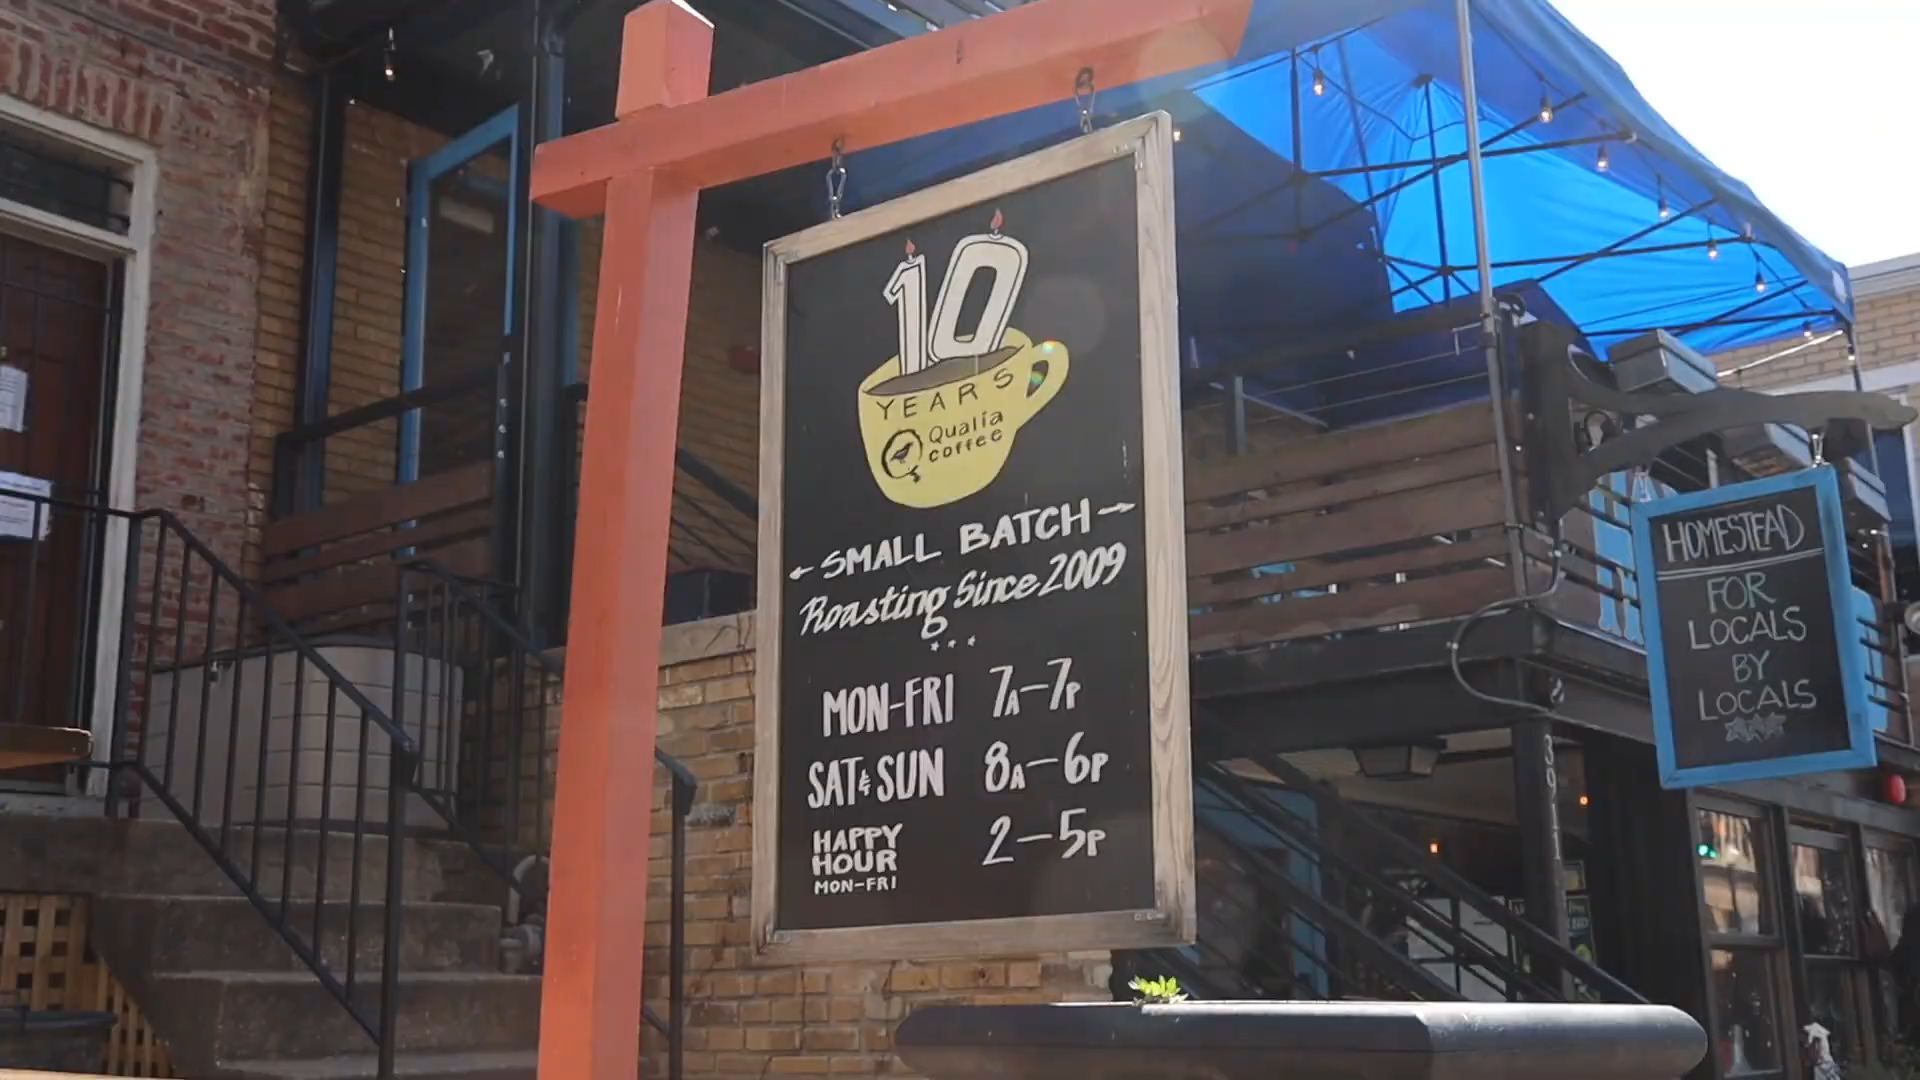 10
YEARS
Qualia
coffee
SMALL BATCH
Roasting Since 2009
MON-FRI 7A-7P
SAT & SUN 8A-6P
HAPPY
HOUR
MON-FRI
2-5P
HOMESTEAD
FOR
LOCALS
BY
LOCALS
3911